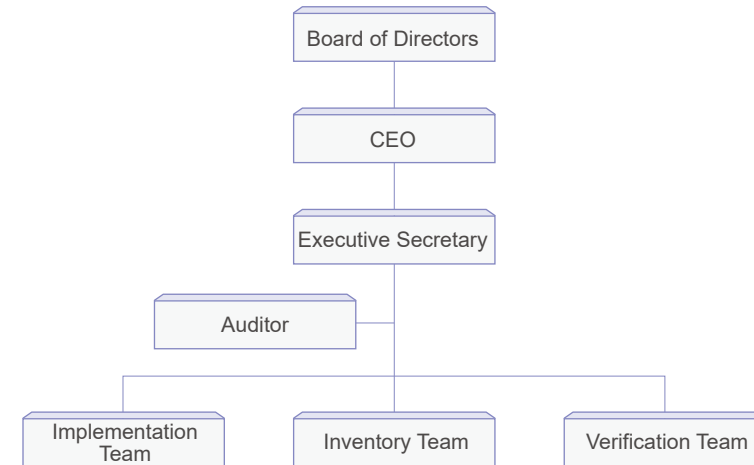 Board of Directors
CEO
Executive Secretary
Auditor
Implementation
Team
Inventory Team
Verification Team